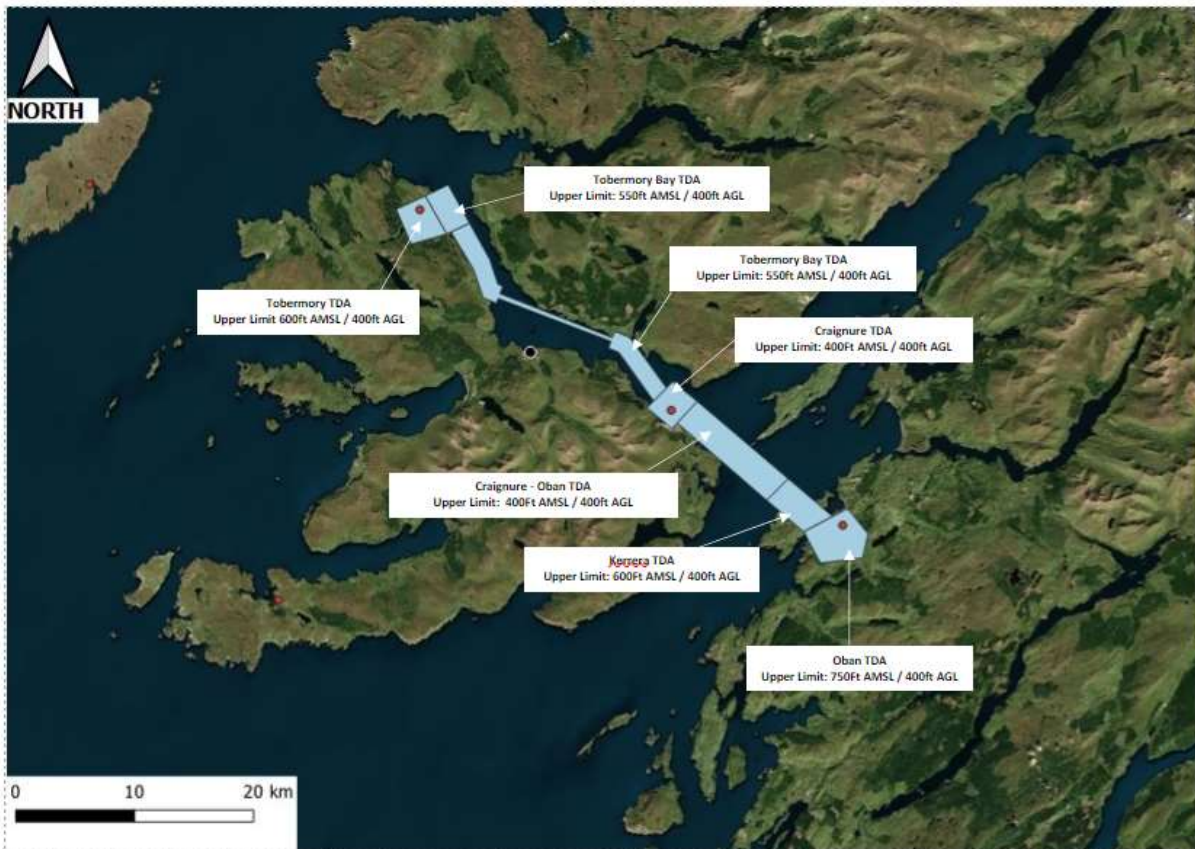 NORTH
Tobermory Bay TDA
Upper Limit: 550ft AMSL / 400ft AGL
Tobermory Bay TDA
Upper Limit: 550ft AMSL / 400ft AGL
Tobermory TDA
Upper Limit 600ft AMSL / 400ft AGL
Craignure TDA
Upper Limit: 400Ft AMSL / 400ft AGL
Craignure - Oban TDA
Upper Limit: 400Ft AMSL / 400ft AGL
Kerrera TDA
Upper Limit: 600Ft AMSL / 400ft AGL
Oban TDA
Upper Limit: 750Ft AMSL / 400ft AGL
0 10 20 km